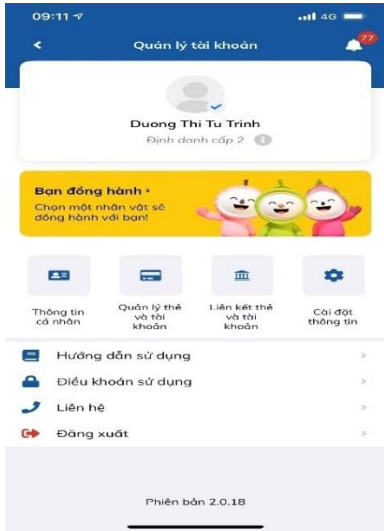 09:11 4G
Quản lý tài khoản 77
Duong Thi Tu Trinh
Định danh cấp 2
Bạn đồng hành
Chọn một nhân vật sẽ
đồng hành với bạn!
Thông tin
cá nhân
Quản lý thẻ
và tài
khoản
Liên kết thẻ
và tài
khoản
Cài đặt
thông tin
Hướng dẫn sử dụng
Điều khoản sử dụng
Liên hệ
Đăng xuất
Phiên bản 2.0.18